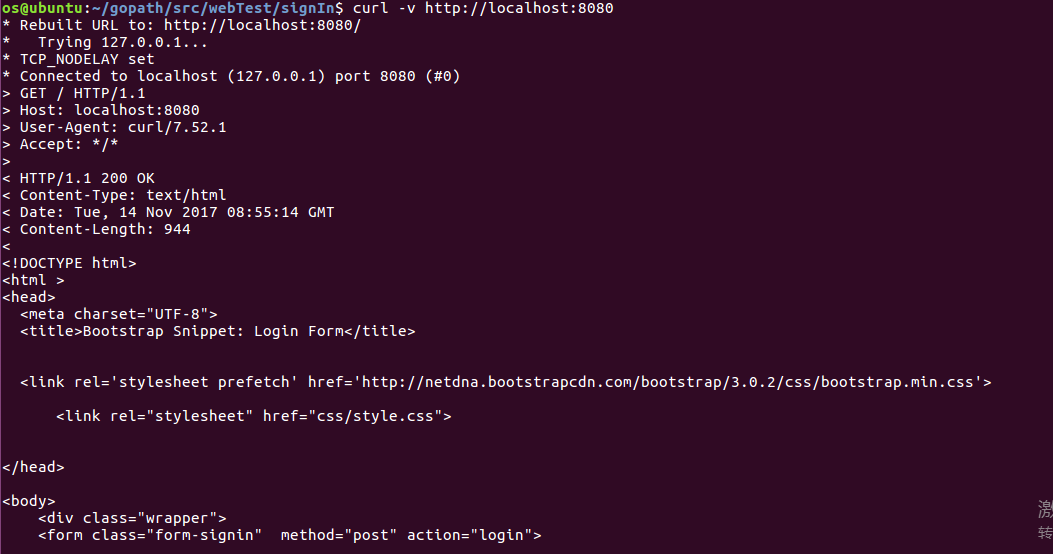 os@ubuntu:~/gopath/src/webTest/signIn$ curl -v http://localhost:8080
* Rebuilt URL to: http://localhost:8080/
*   Trying 127.0.0.1...
* TCP_NODELAY set
* Connected to localhost (127.0.0.1) port 8080 (#0)
> GET / HTTP/1.1
> Host: localhost:8080
> User-Agent: curl/7.52.1
> Accept: */*
>
< HTTP/1.1 200 OK
< Content-Type: text/html
< Date: Tue, 14 Nov 2017 08:55:14 GMT
< Content-Length: 944
<
<!DOCTYPE html>
<html >
<head>
  <meta charset="UTF-8">
  <title>Bootstrap Snippet: Login Form</title>
  <link rel='stylesheet prefetch' href='http://netdna.bootstrapcdn.com/bootstrap/3.0.2/css/bootstrap.min.css'>
      <link rel="stylesheet" href="css/style.css">
</head>
<body>
    <div class="wrapper">
    <form class="form-signin"  method="post" action="login">
激
转